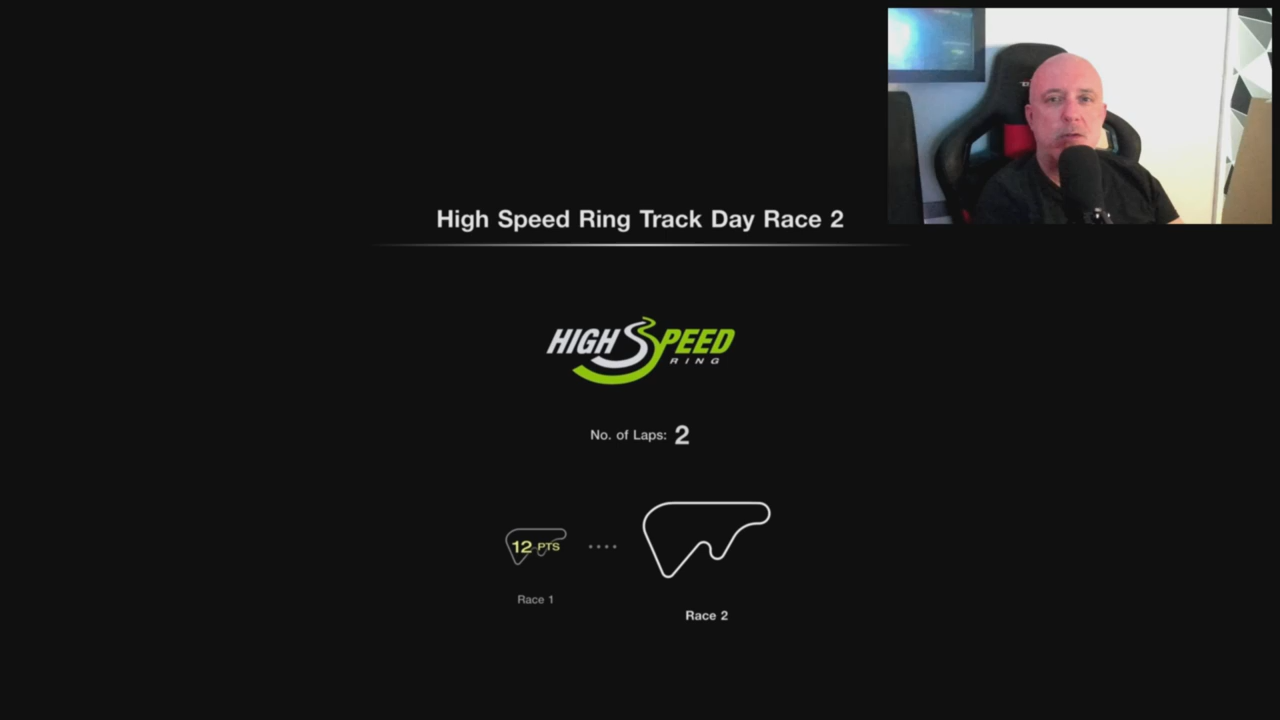 High Speed Ring Track Day Race 2
HIGH SPEED
RING
No. of Laps: 2
12 PTS
Race 1
Race 2